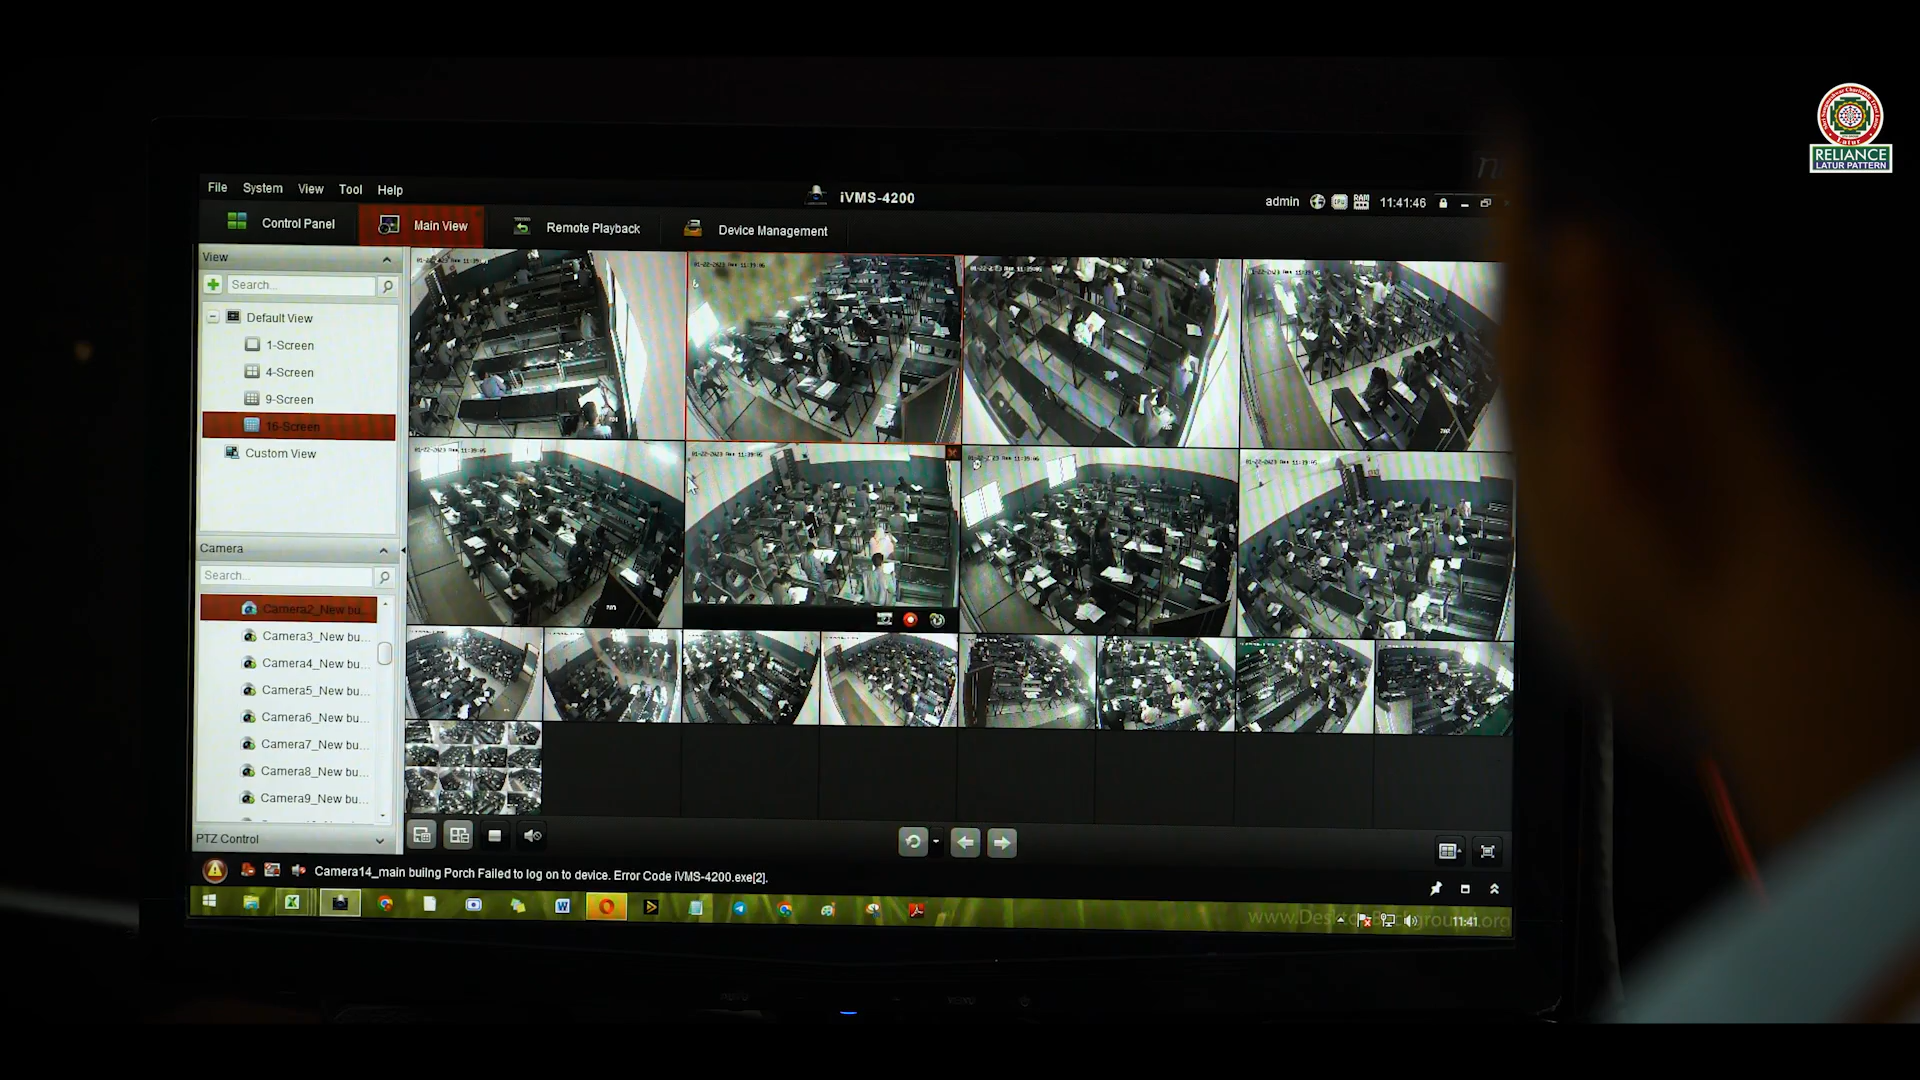 RELIANCE
LATUR PATTERN
File System View Tool Help
iVMS-4200
admin
CPU
RAM
11:41:46
Control Panel
Main View
Remote Playback
Device Management
View
Search...
Default View
1-Screen
4-Screen
9-Screen
16-Screen
Custom View
Camera
Search...
Camera2_New bu...
Camera3_New bu...
Camera4_New bu...
Camera5_New bu...
Camera6_New bu...
Camera7_New bu...
Camera8_New bu...
Camera9_New bu...
PTZ Control
Camera14_main builng Porch Failed to log on to device. Error Code iVMS-4200.exe[2].
11:41